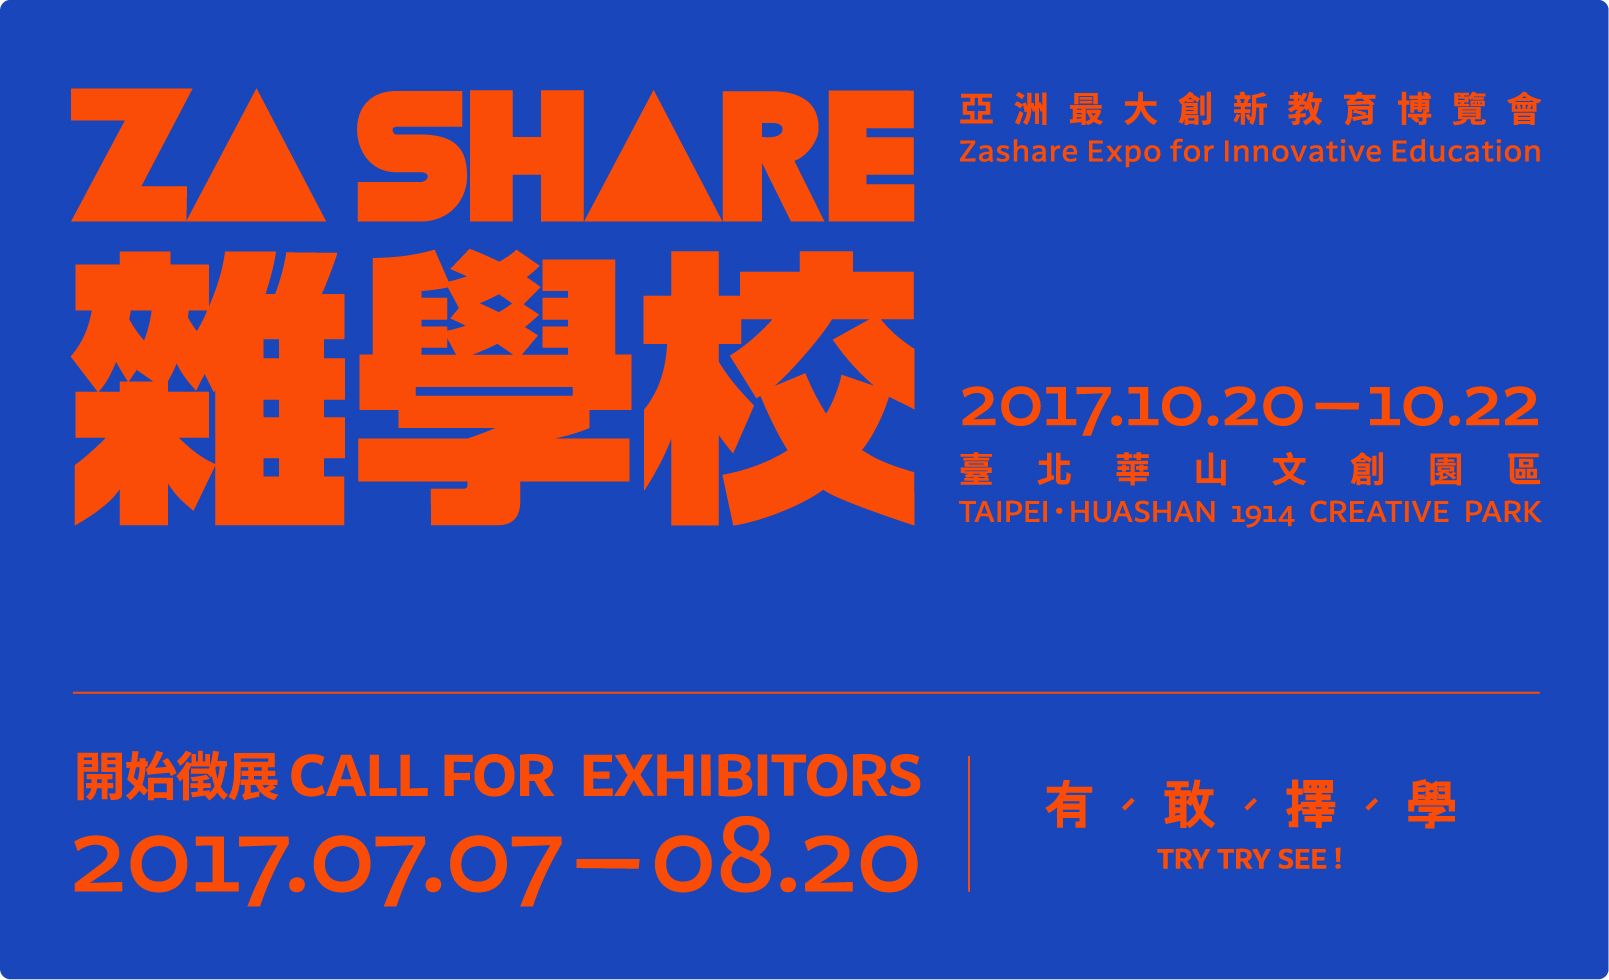 ZA SHARE
雜學校
亞洲最大創新教育博覽會
Zashare Expo for Innovative Education
2017.10.20—10.22
臺北華山文創園區
TAIPEI・HUASHAN 1914 CREATIVE PARK
開始徵展 CALL FOR EXHIBITORS
2017.07.07—08.20
有ˊ敢ˊ擇ˊ學
TRY TRY SEE!